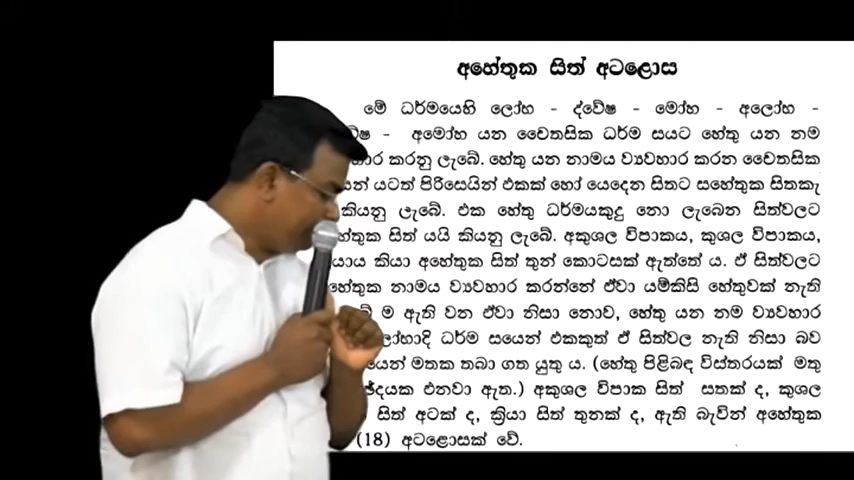 අහේතුක සිත් අටළොස
මේ ධර්මයෙහි ලෝභ - ද්වේෂ - මෝහ - අලෝභ -
- අමෝහ යන චෛතසික ධර්ම සයට හේතු යන නම
කරනු ලැබේ. හේතු යන නාමය ව්‍යවහාර කරන චෛතසික
යටත් පිරිසෙයින් එකක් හෝ යෙදෙන සිතට සහේතුක සිතකැ
කියනු ලැබේ. එක හේතු ධර්මයකුදු නො ලැබෙන සිත්වලට
සිත් යයි කියනු ලැබේ. අකුශල විපාකය, කුශල විපාකය,
කියා අහේතුක සිත් තුන් කොටසක් ඇත්තේ ය. ඒ සිත්වලට
නාමය ව්‍යවහාර කරන්නේ ඒවා යම්කිසි හේතුවක් නැති
ම ඇති වන ඒවා නිසා නොව, හේතු යන නම ව්‍යවහාර
ධර්ම සයෙන් එකකුත් ඒ සිත්වල නැති නිසා බව
මතක තබා ගත යුතු ය. (හේතු පිළිබඳ විස්තරයක් මතු
එනවා ඇත.) අකුශල විපාක සිත් සතක් ද, කුශල
සිත් අටක් ද, ක්‍රියා සිත් තුනක් ද, ඇති බැවින් අහේතුක
(18) අටළොසක් වේ.